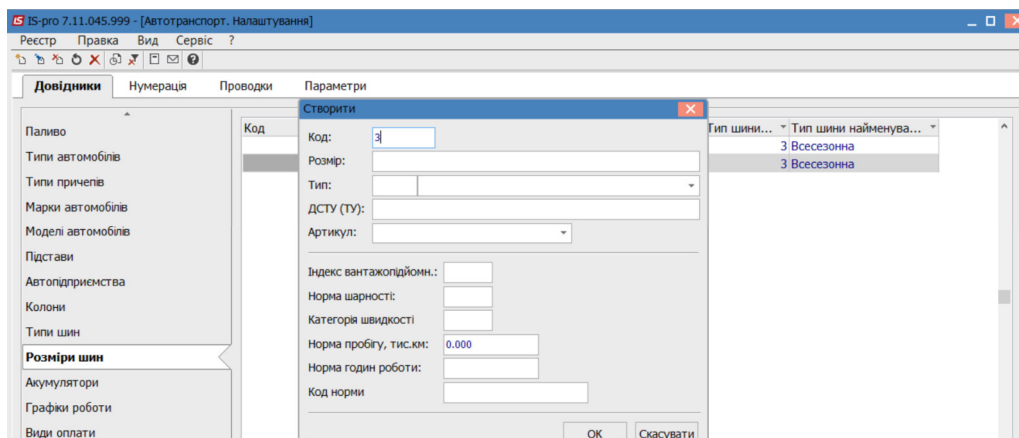 IS-pro 7.11.045.999 - [Автотранспорт. Налаштування]
Реєстр Правка Вид Сервіс ?
Довідники Нумерація Проводки Параметри
Створити
Паливо
Типи автомобілів
Типи причепів
Марки автомобілів
Моделі автомобілів
Підстави
Автопідприємства
Колони
Типи шин
Розміри шин
Акумулятори
Графіки роботи
Види оплати
Код
Код: 3
Розмір:
Тип:
ДСТУ (ТУ):
Артикул:
Індекс вантажопідйомн.:
Норма шарності:
Категорія швидкості
Норма пробігу, тис.км: 0.000
Норма годин роботи:
Код норми
OK Скасувати
Тип шини... Тип шини найменува...
3 Всесезонна
3 Всесезонна